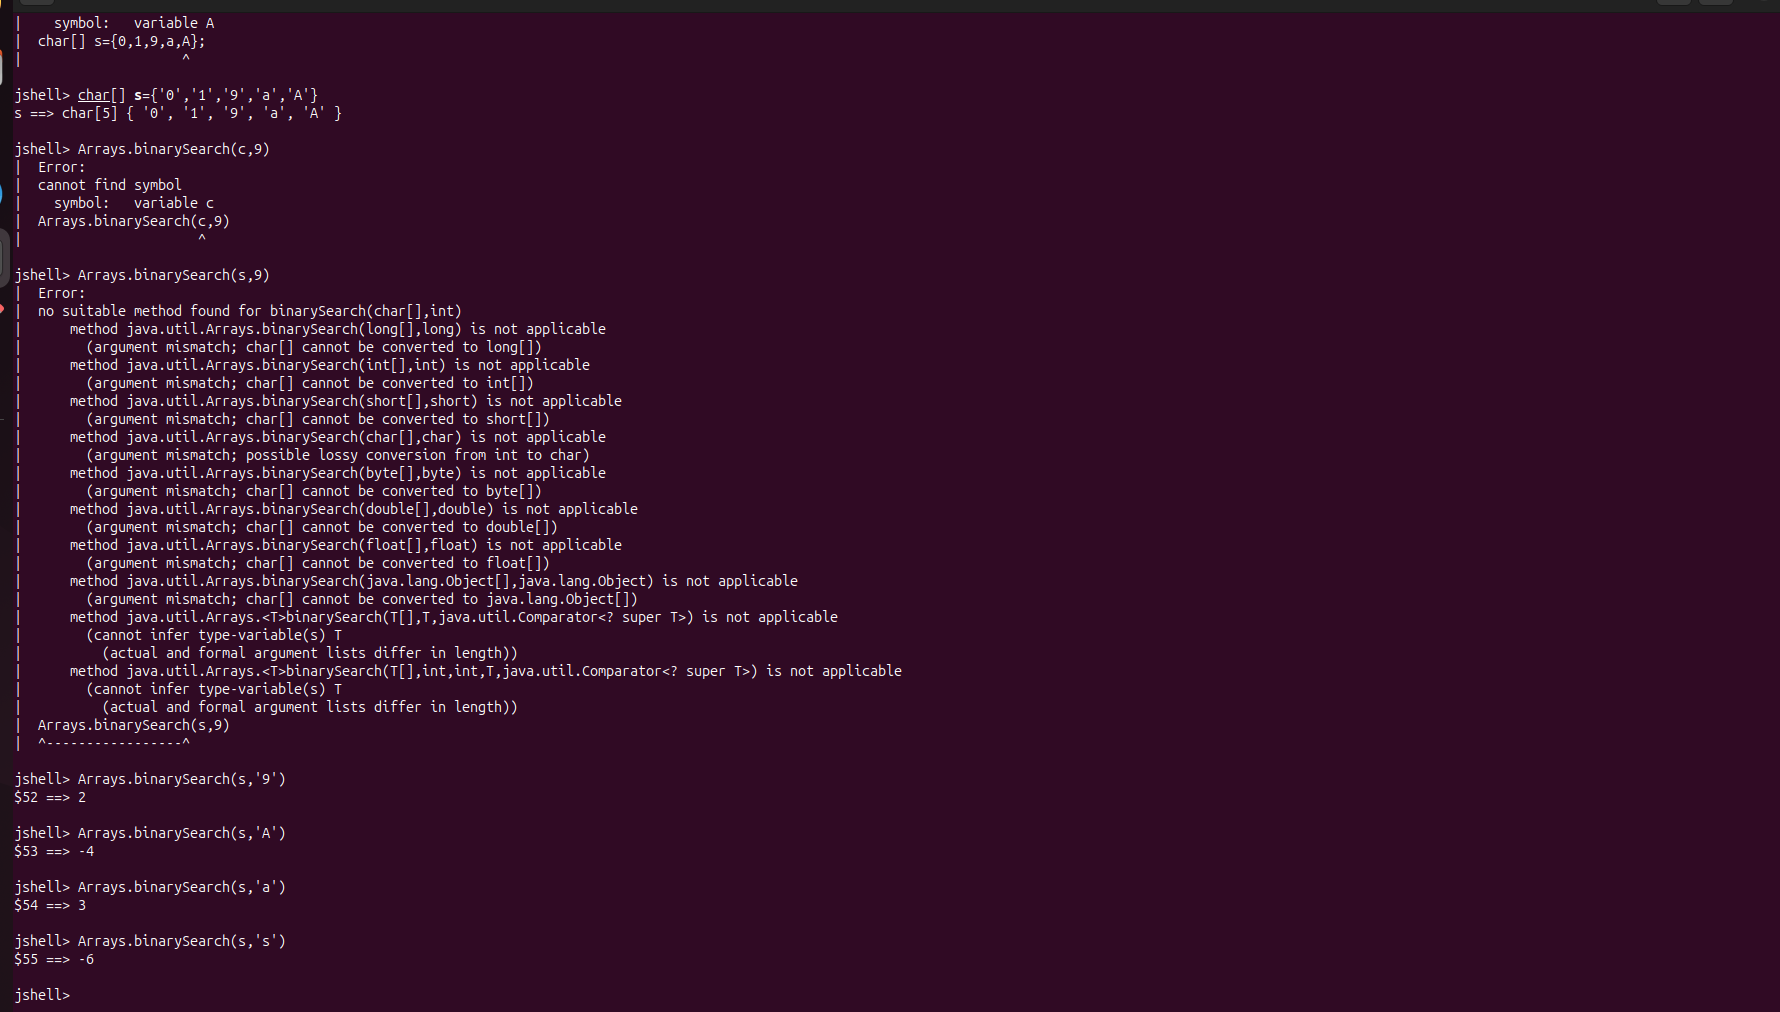 |    symbol:   variable A
|  char[] s={0,1,9,a,A};
|                    ^
jshell> char[] s={'0','1','9','a','A'}
s ==> char[5] { '0', '1', '9', 'a', 'A' }
jshell> Arrays.binarySearch(c,9)
|  Error:
|  cannot find symbol
|    symbol:   variable c
|  Arrays.binarySearch(c,9)
|                      ^
jshell> Arrays.binarySearch(s,9)
|  Error:
|  no suitable method found for binarySearch(char[],int)
|      method java.util.Arrays.binarySearch(long[],long) is not applicable
|        (argument mismatch; char[] cannot be converted to long[])
|      method java.util.Arrays.binarySearch(int[],int) is not applicable
|        (argument mismatch; char[] cannot be converted to int[])
|      method java.util.Arrays.binarySearch(short[],short) is not applicable
|        (argument mismatch; char[] cannot be converted to short[])
|      method java.util.Arrays.binarySearch(char[],char) is not applicable
|        (argument mismatch; possible lossy conversion from int to char)
|      method java.util.Arrays.binarySearch(byte[],byte) is not applicable
|        (argument mismatch; char[] cannot be converted to byte[])
|      method java.util.Arrays.binarySearch(double[],double) is not applicable
|        (argument mismatch; char[] cannot be converted to double[])
|      method java.util.Arrays.binarySearch(float[],float) is not applicable
|        (argument mismatch; char[] cannot be converted to float[])
|      method java.util.Arrays.binarySearch(java.lang.Object[],java.lang.Object) is not applicable
|        (argument mismatch; char[] cannot be converted to java.lang.Object[])
|      method java.util.Arrays.<T>binarySearch(T[],T,java.util.Comparator<? super T>) is not applicable
|        (cannot infer type-variable(s) T
|          (actual and formal argument lists differ in length))
|      method java.util.Arrays.<T>binarySearch(T[],int,int,T,java.util.Comparator<? super T>) is not applicable
|        (cannot infer type-variable(s) T
|          (actual and formal argument lists differ in length))
|  Arrays.binarySearch(s,9)
|  ^-----------------^
jshell> Arrays.binarySearch(s,'9')
$52 ==> 2
jshell> Arrays.binarySearch(s,'A')
$53 ==> -4
jshell> Arrays.binarySearch(s,'a')
$54 ==> 3
jshell> Arrays.binarySearch(s,'s')
$55 ==> -6
jshell>